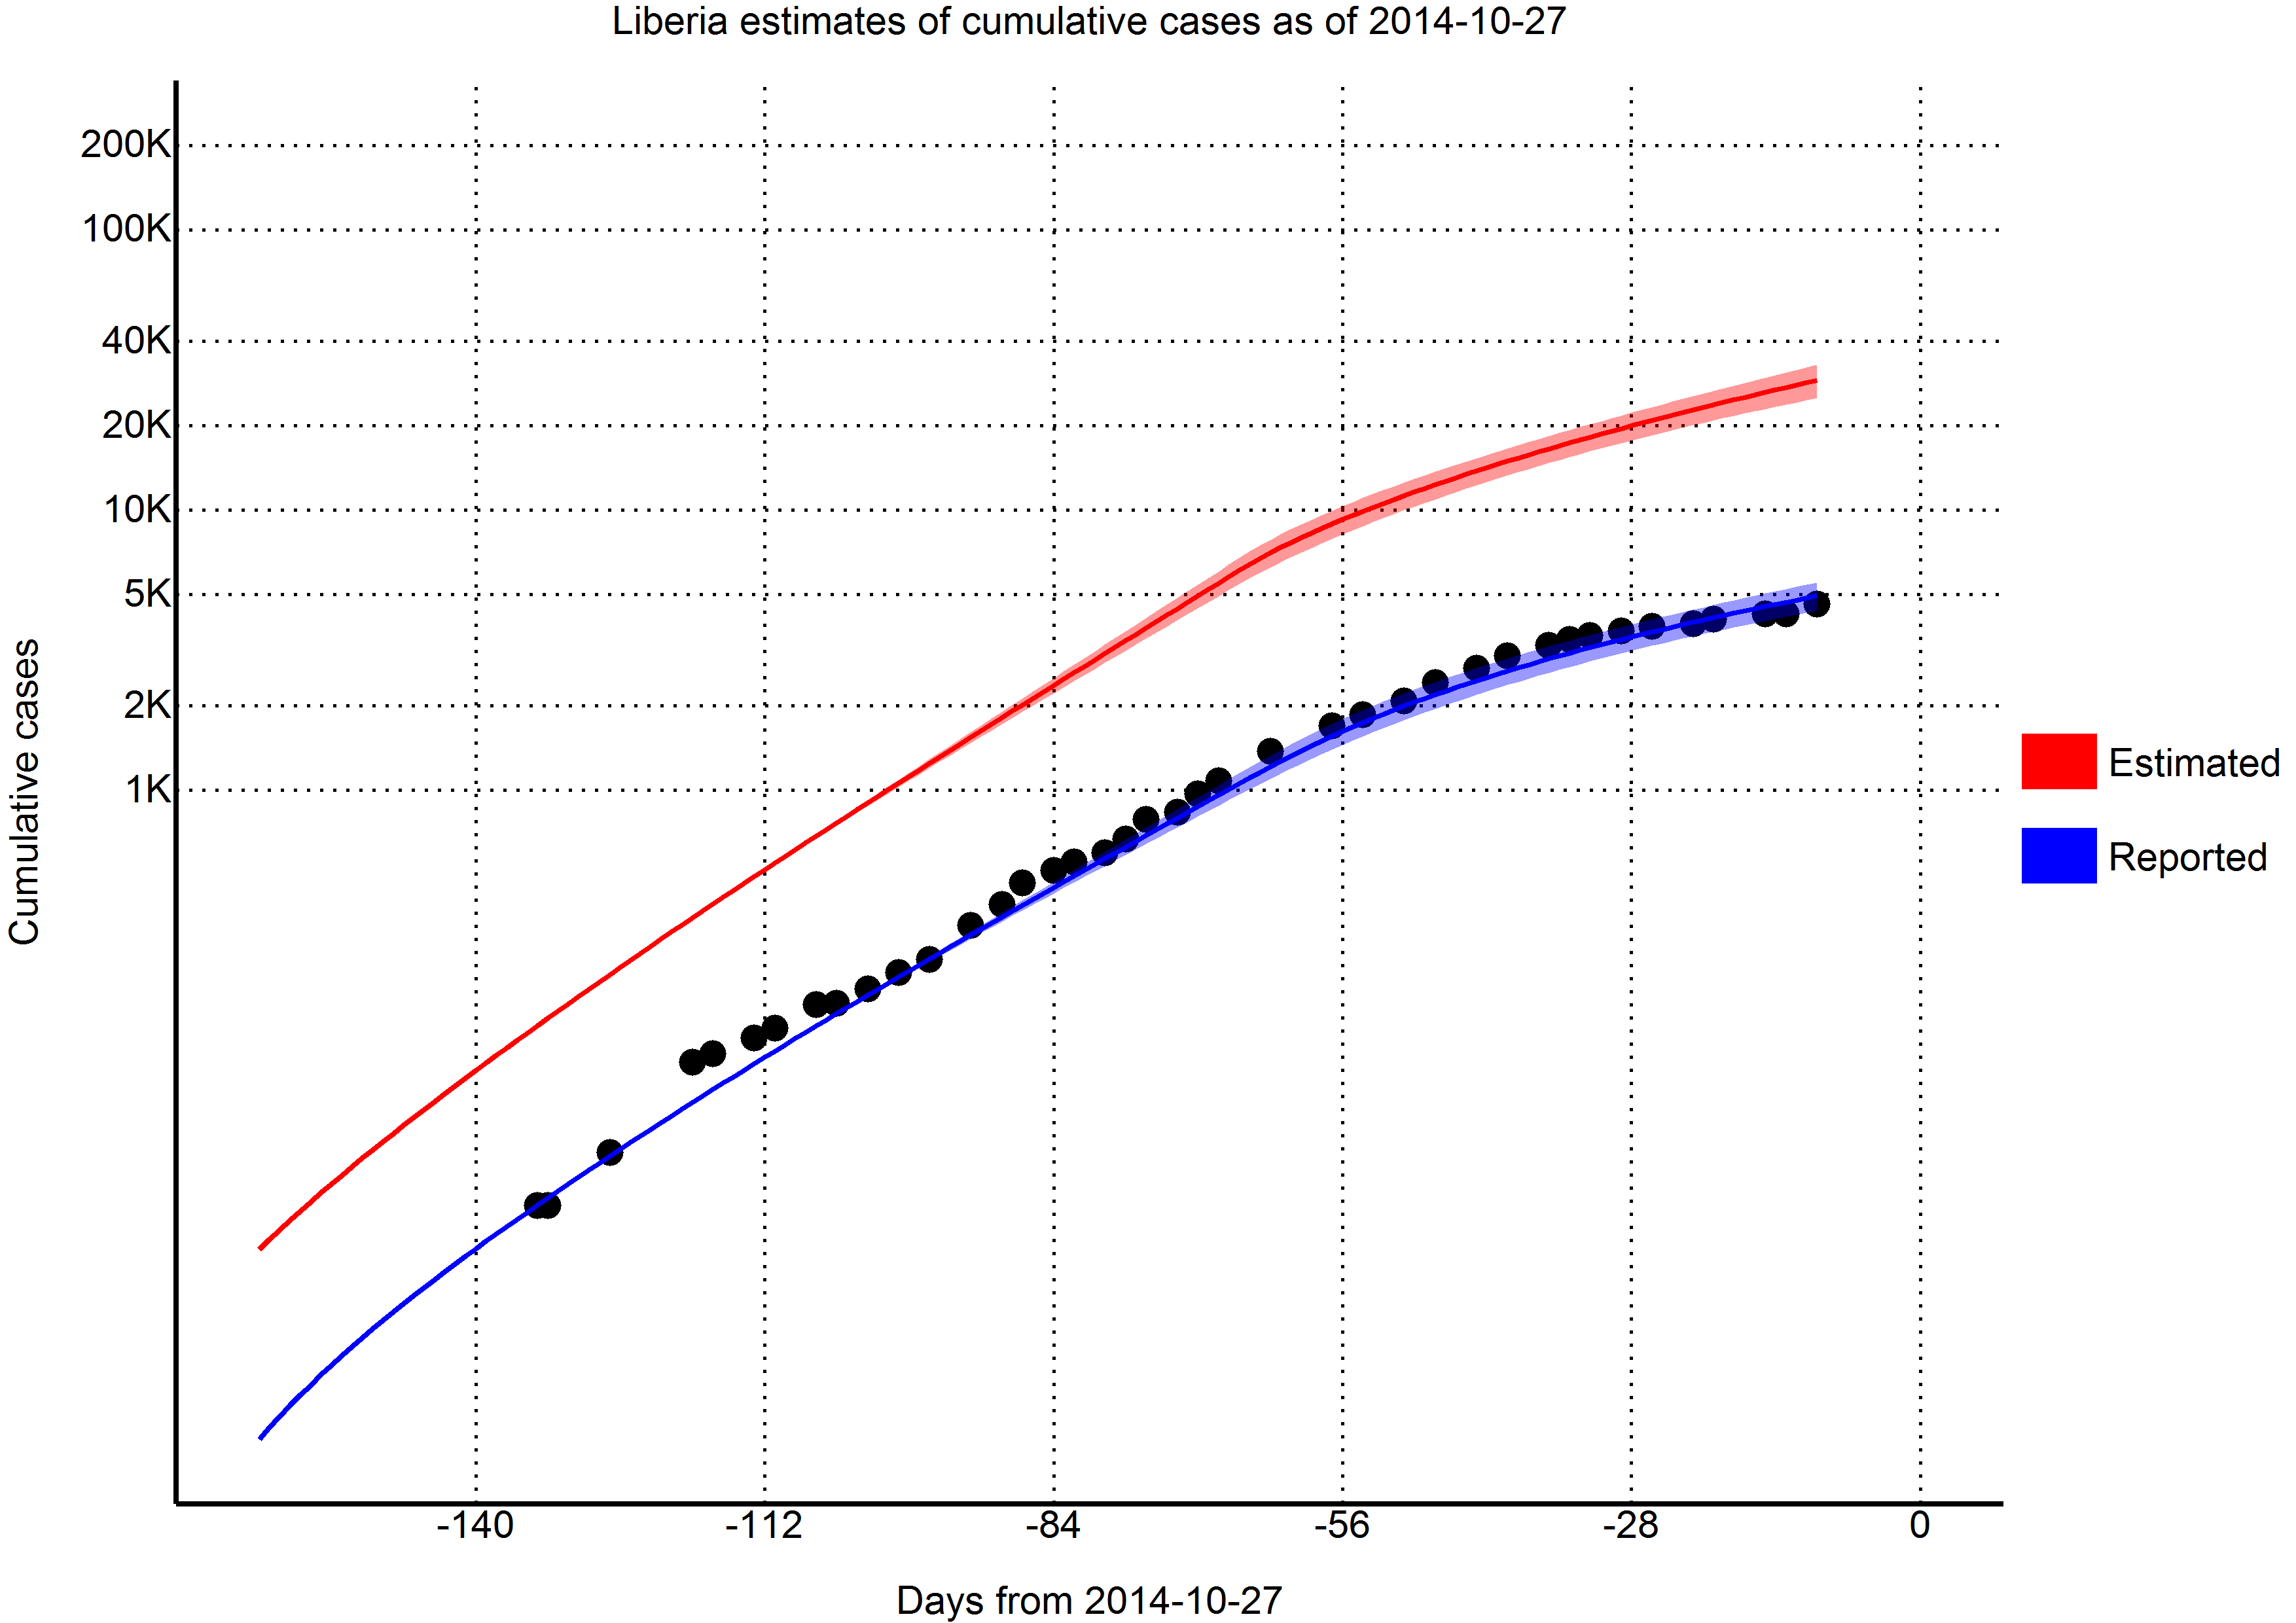 Liberia estimates of cumulative cases as of 2014-10-27
200K
100K
40K
20K
10K
5K
2K
1K
Cumulative cases
Estimated
Reported
-140 -112 -84 -56 -28 0
Days from 2014-10-27